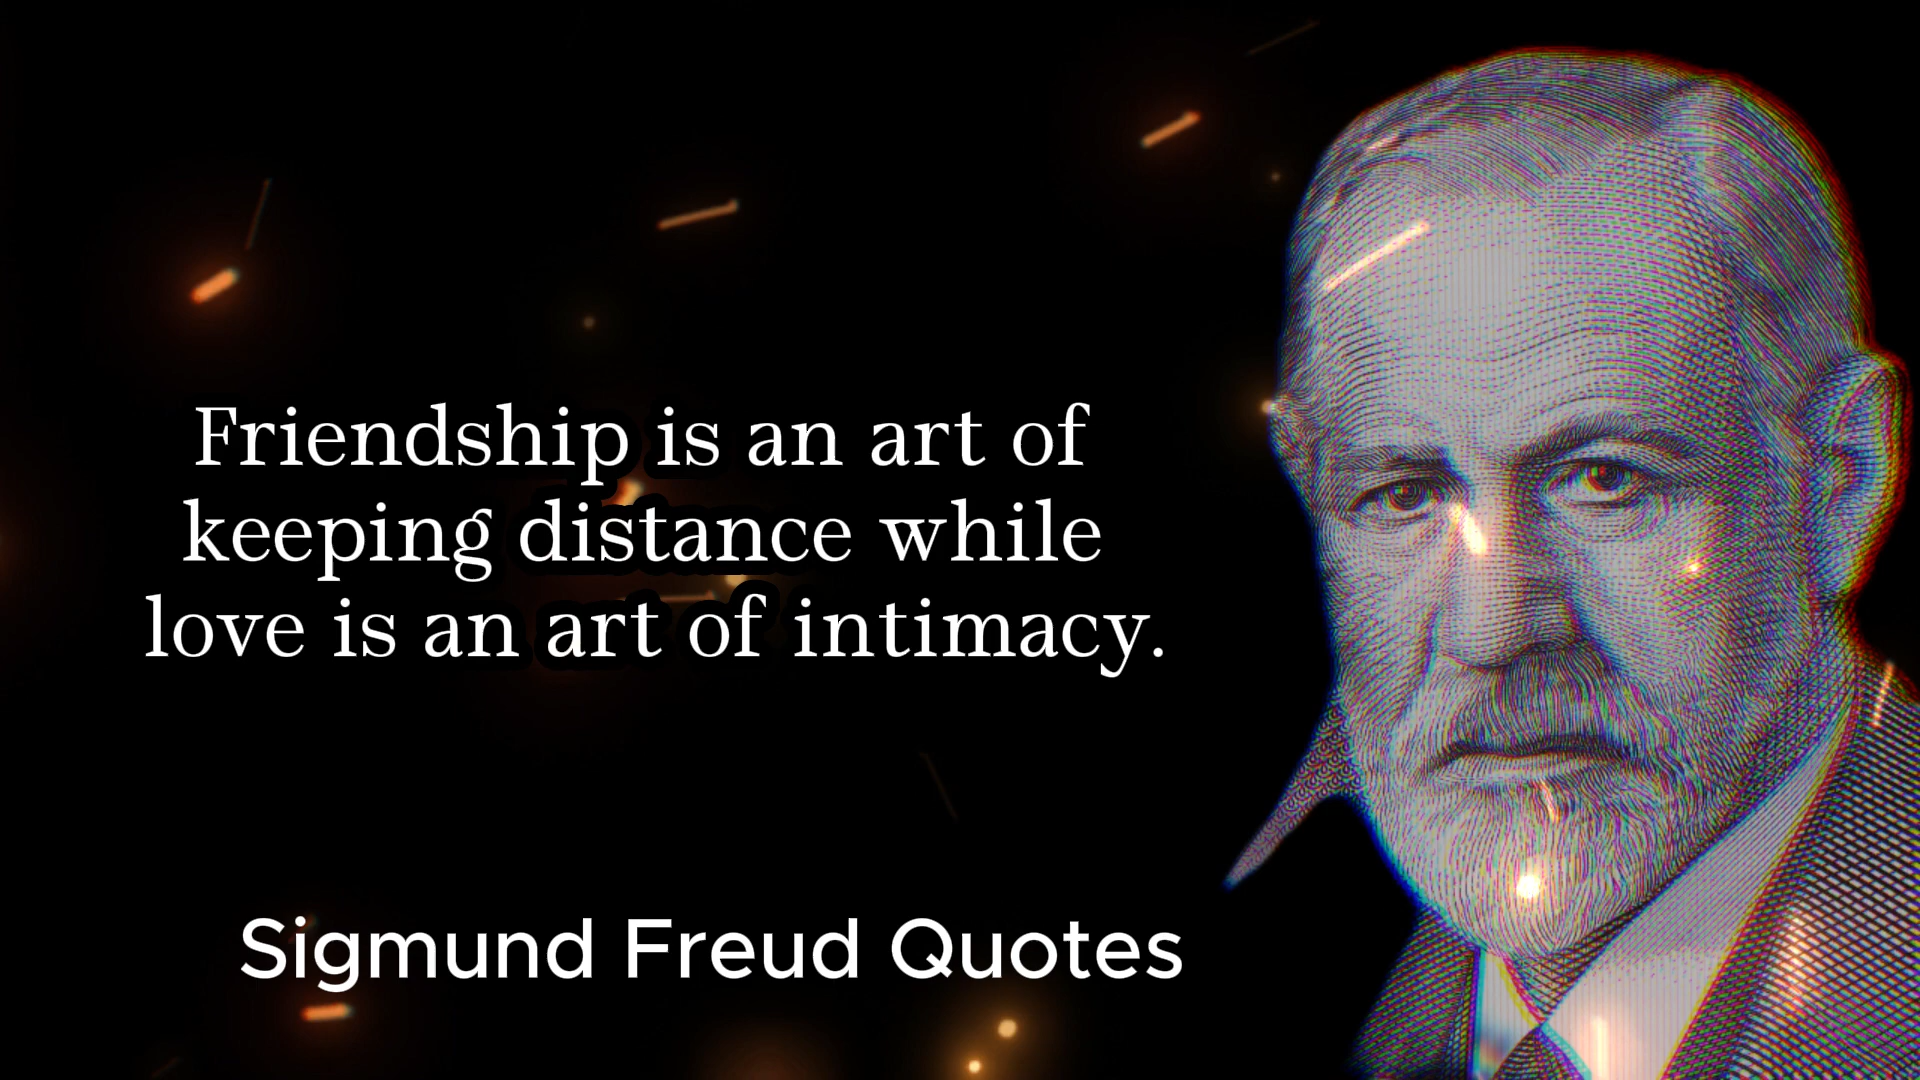 Friendship is an art of
keeping distance while
love is an art of intimacy.
Sigmund Freud Quotes